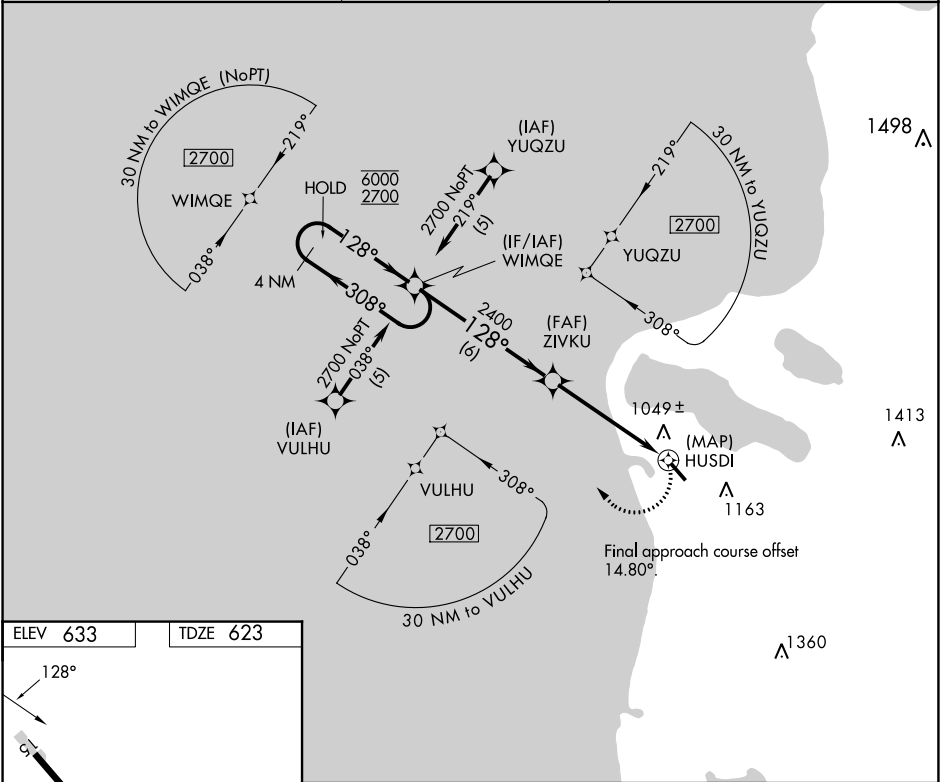 30 NM to WIMQE (NoPT)
2700
219°
WIMQE
038°
HOLD
6000
2700
4 NM
128°
308°
(IAF)
YUQZU
2700 NoPT
219°
(5)
(IF/IAF)
WIMQE
30 NM to YUQZU
219°
2700
YUQZU
308°
1498
2700 NoPT
038°
(5)
(IAF)
VULHU
2400
128°
(6)
(FAF)
ZIVKU
1049 ±
(MAP)
HUSDI
1413
1163
VULHU
308°
038°
2700
30 NM to VULHU
Final approach course offset
14.80°.
1360
ELEV 633
TDZE 623
128°
15